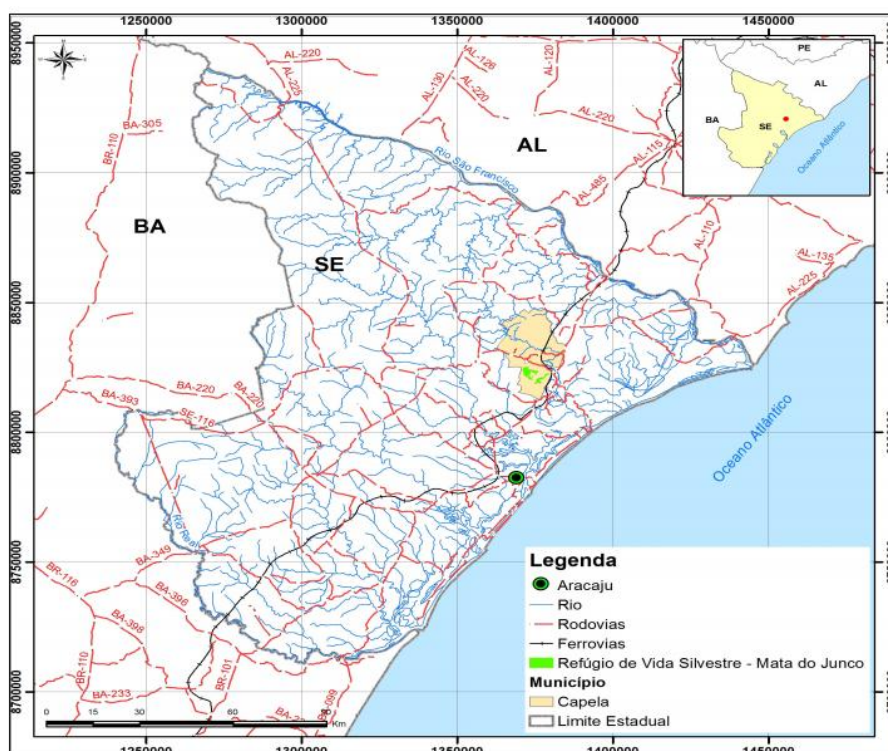 1250000 1300000 1350000 1400000 1450000
8950000
8900000
8850000
8800000
8750000
8700000
AL-220
AL-225
AL-130
AL-126
AL-220
AL-120
AL-220
BA-305
BR-110
AL-115
AL-485
AL
Rio São Francisco
BA
SE
AL-110
AL-135
AL-225
BA-220
BA-393
BA-220
SE-116
Rio Real
BA-349
BR-116
BA-396
BA-398
BR-110
BA-233
BR-101
Oceano Atlântico
PE
AL
BA
SE
Oceano Atlântico
Legenda
Aracaju
Rio
Rodovias
Ferrovias
Refúgio de Vida Silvestre - Mata do Junco
Município
Capela
Limite Estadual
0 15 30 60
Km
1250000 1300000 1350000 1400000 1450000